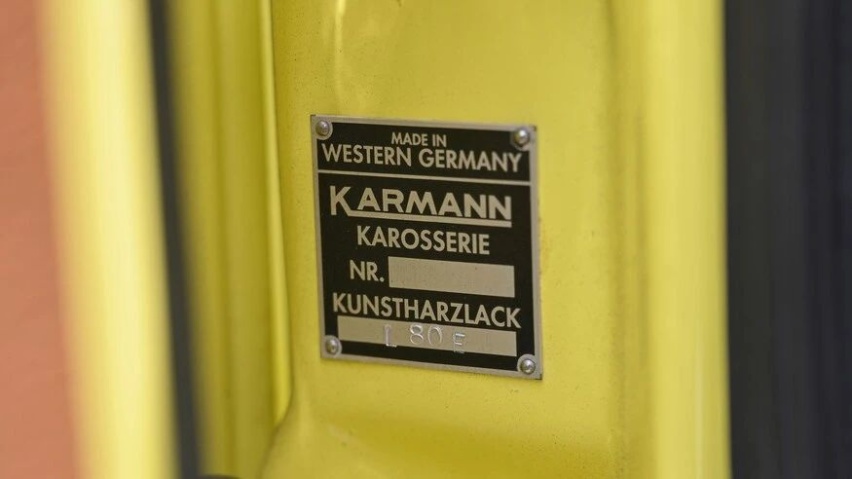 MADE IN
WESTERN GERMANY
KARMANN
KAROSSERIE
NR.
KUNSTHARZLACK
L 80 E